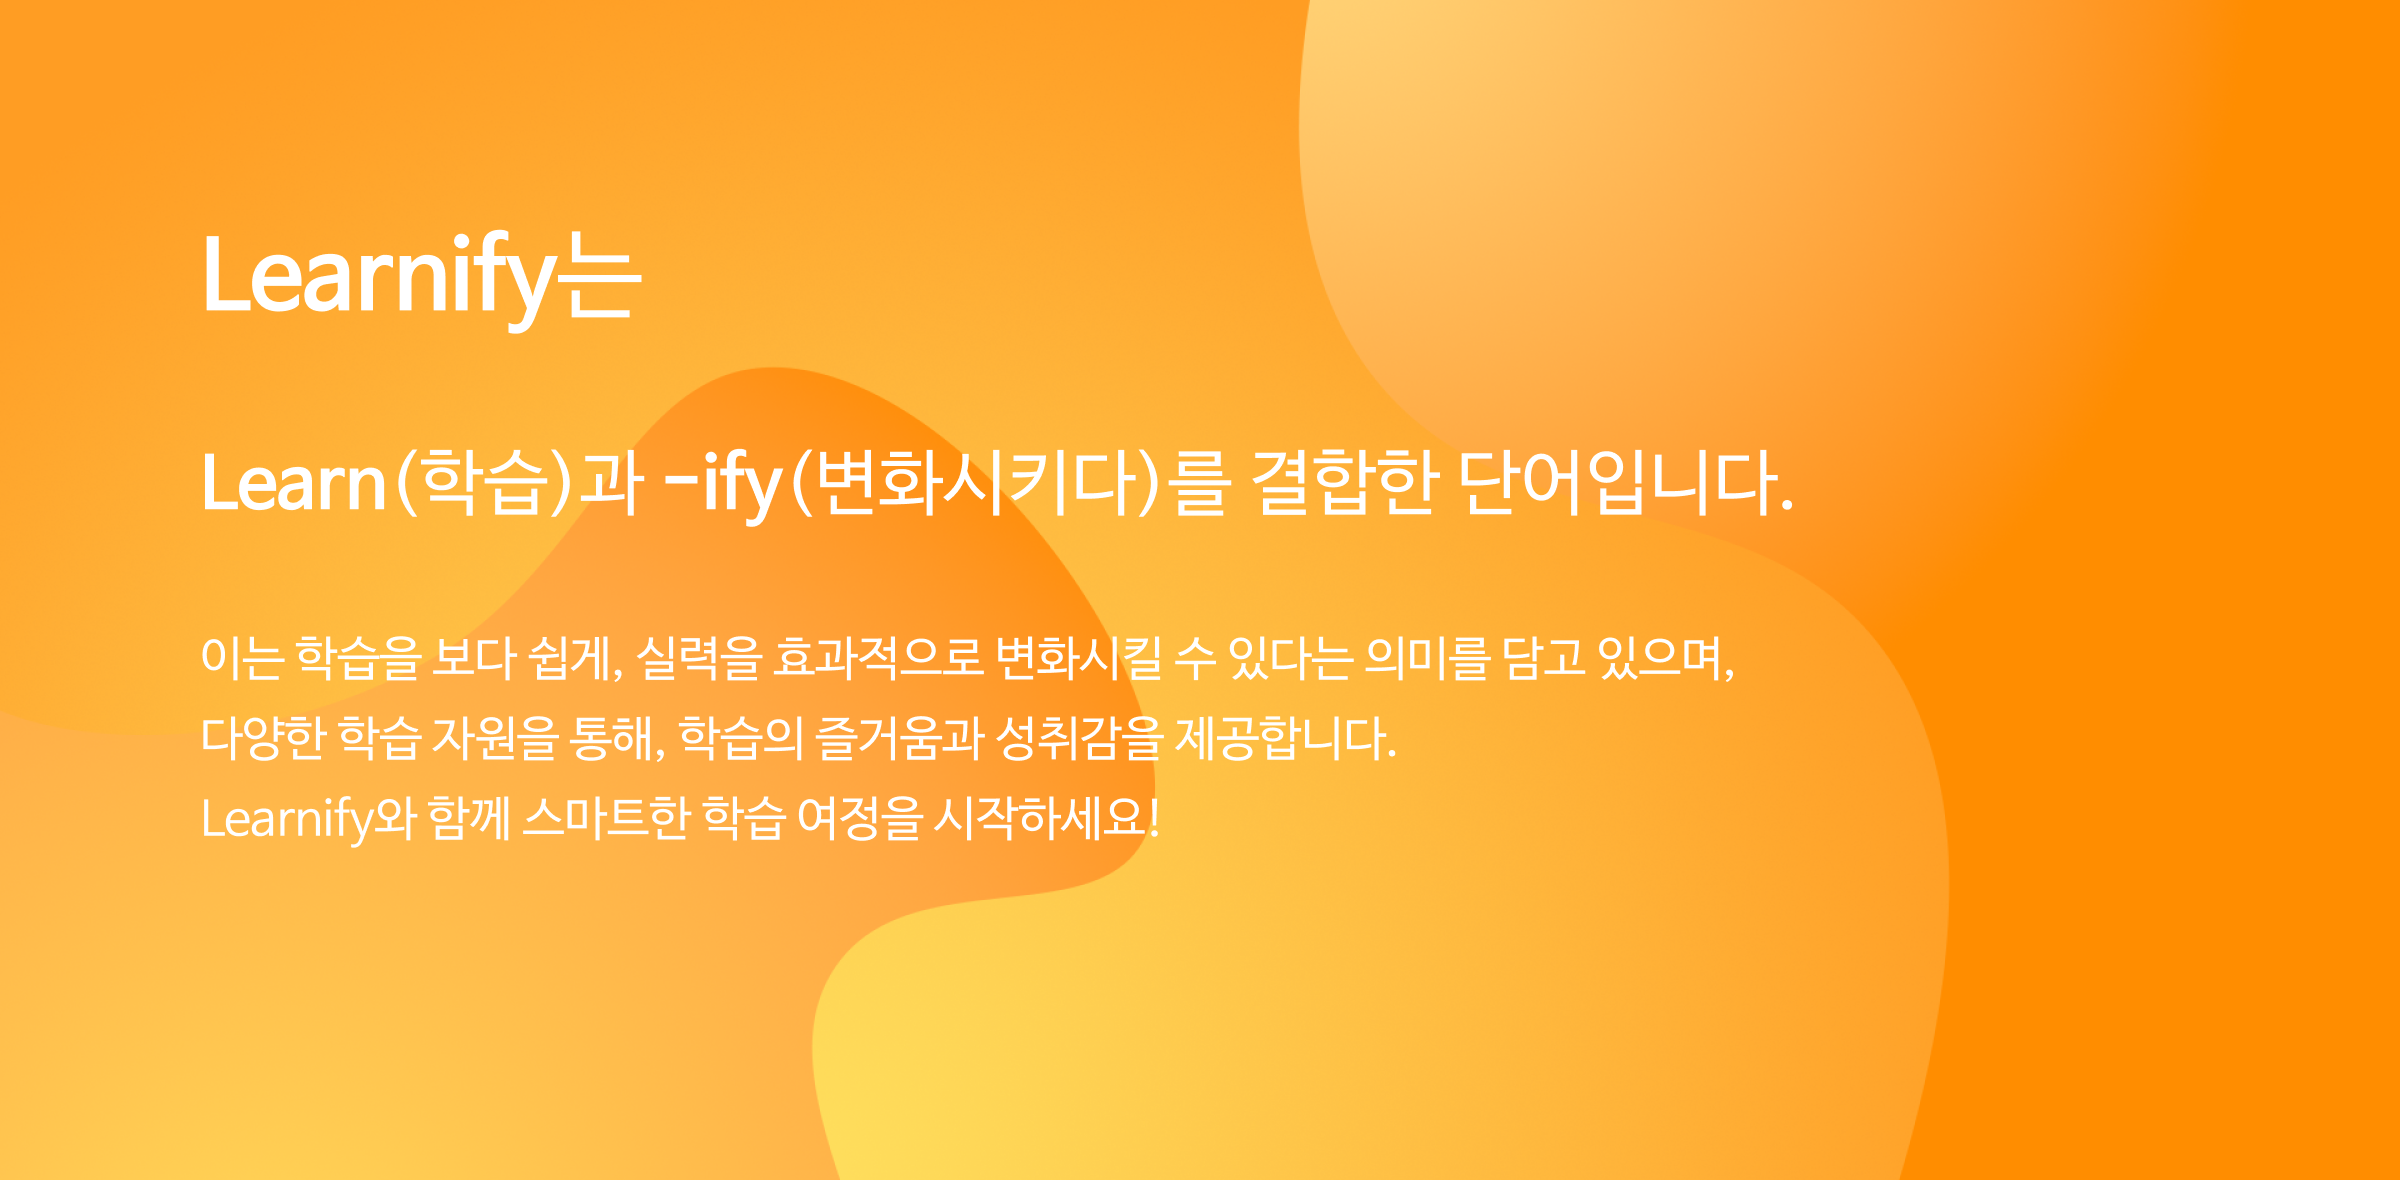 Learnify는
Learn(학습)과 -ify(변화시키다)를 결합한 단어입니다.
이는 학습을 보다 쉽게, 실력을 효과적으로 변화시킬 수 있다는 의미를 담고 있으며,
다양한 학습 자원을 통해, 학습의 즐거움과 성취감을 제공합니다.
Learnify와 함께 스마트한 학습 여정을 시작하세요!